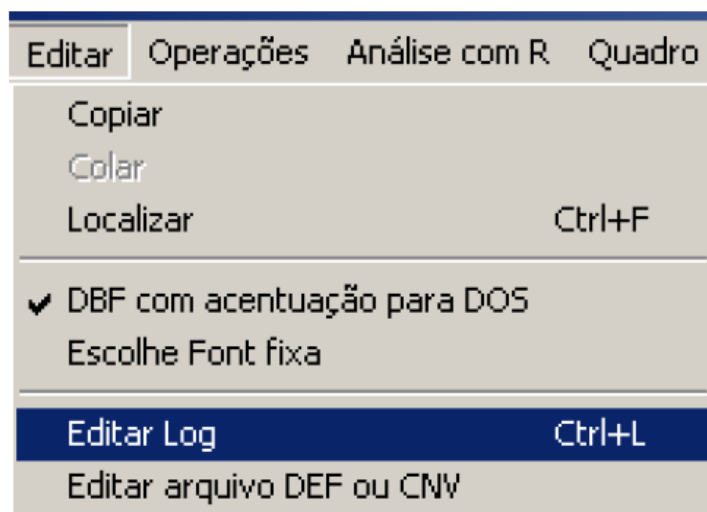 Editar Operações Análise com R Quadro
Copiar
Colar
Localizar Ctrl+F
DBF com acentuação para DOS
Escolhe Font fixa
Editar Log Ctrl+L
Editar arquivo DEF ou CNV